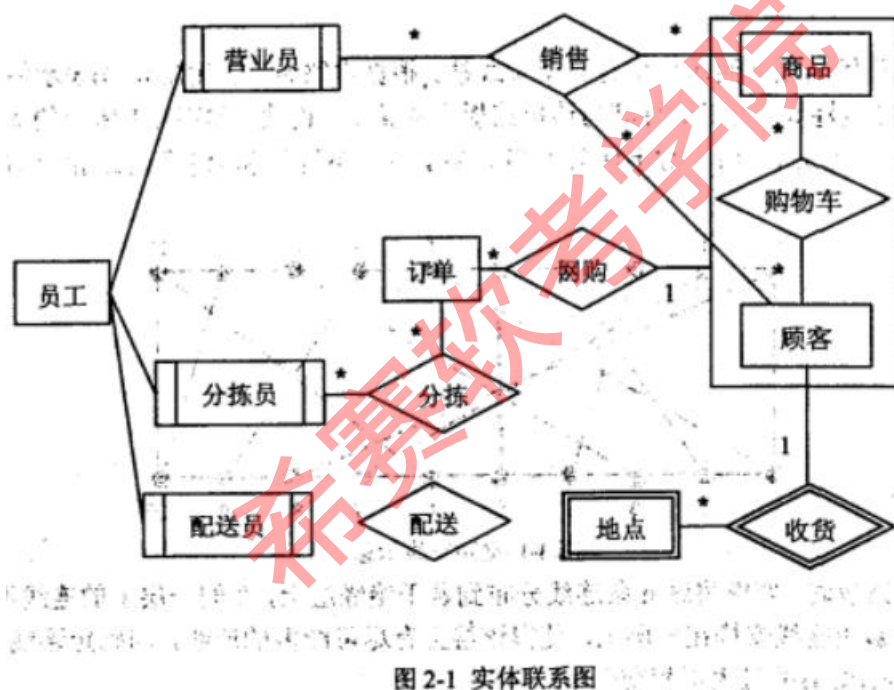 营业员
*
销售
*
商品
*
*
购物车
员工
订单
*
网购
1
*
顾客
*
分拣员
*
分拣
1
配送员
配送
地点
*
收货
希赛软考学院
图 2-1 实体联系图